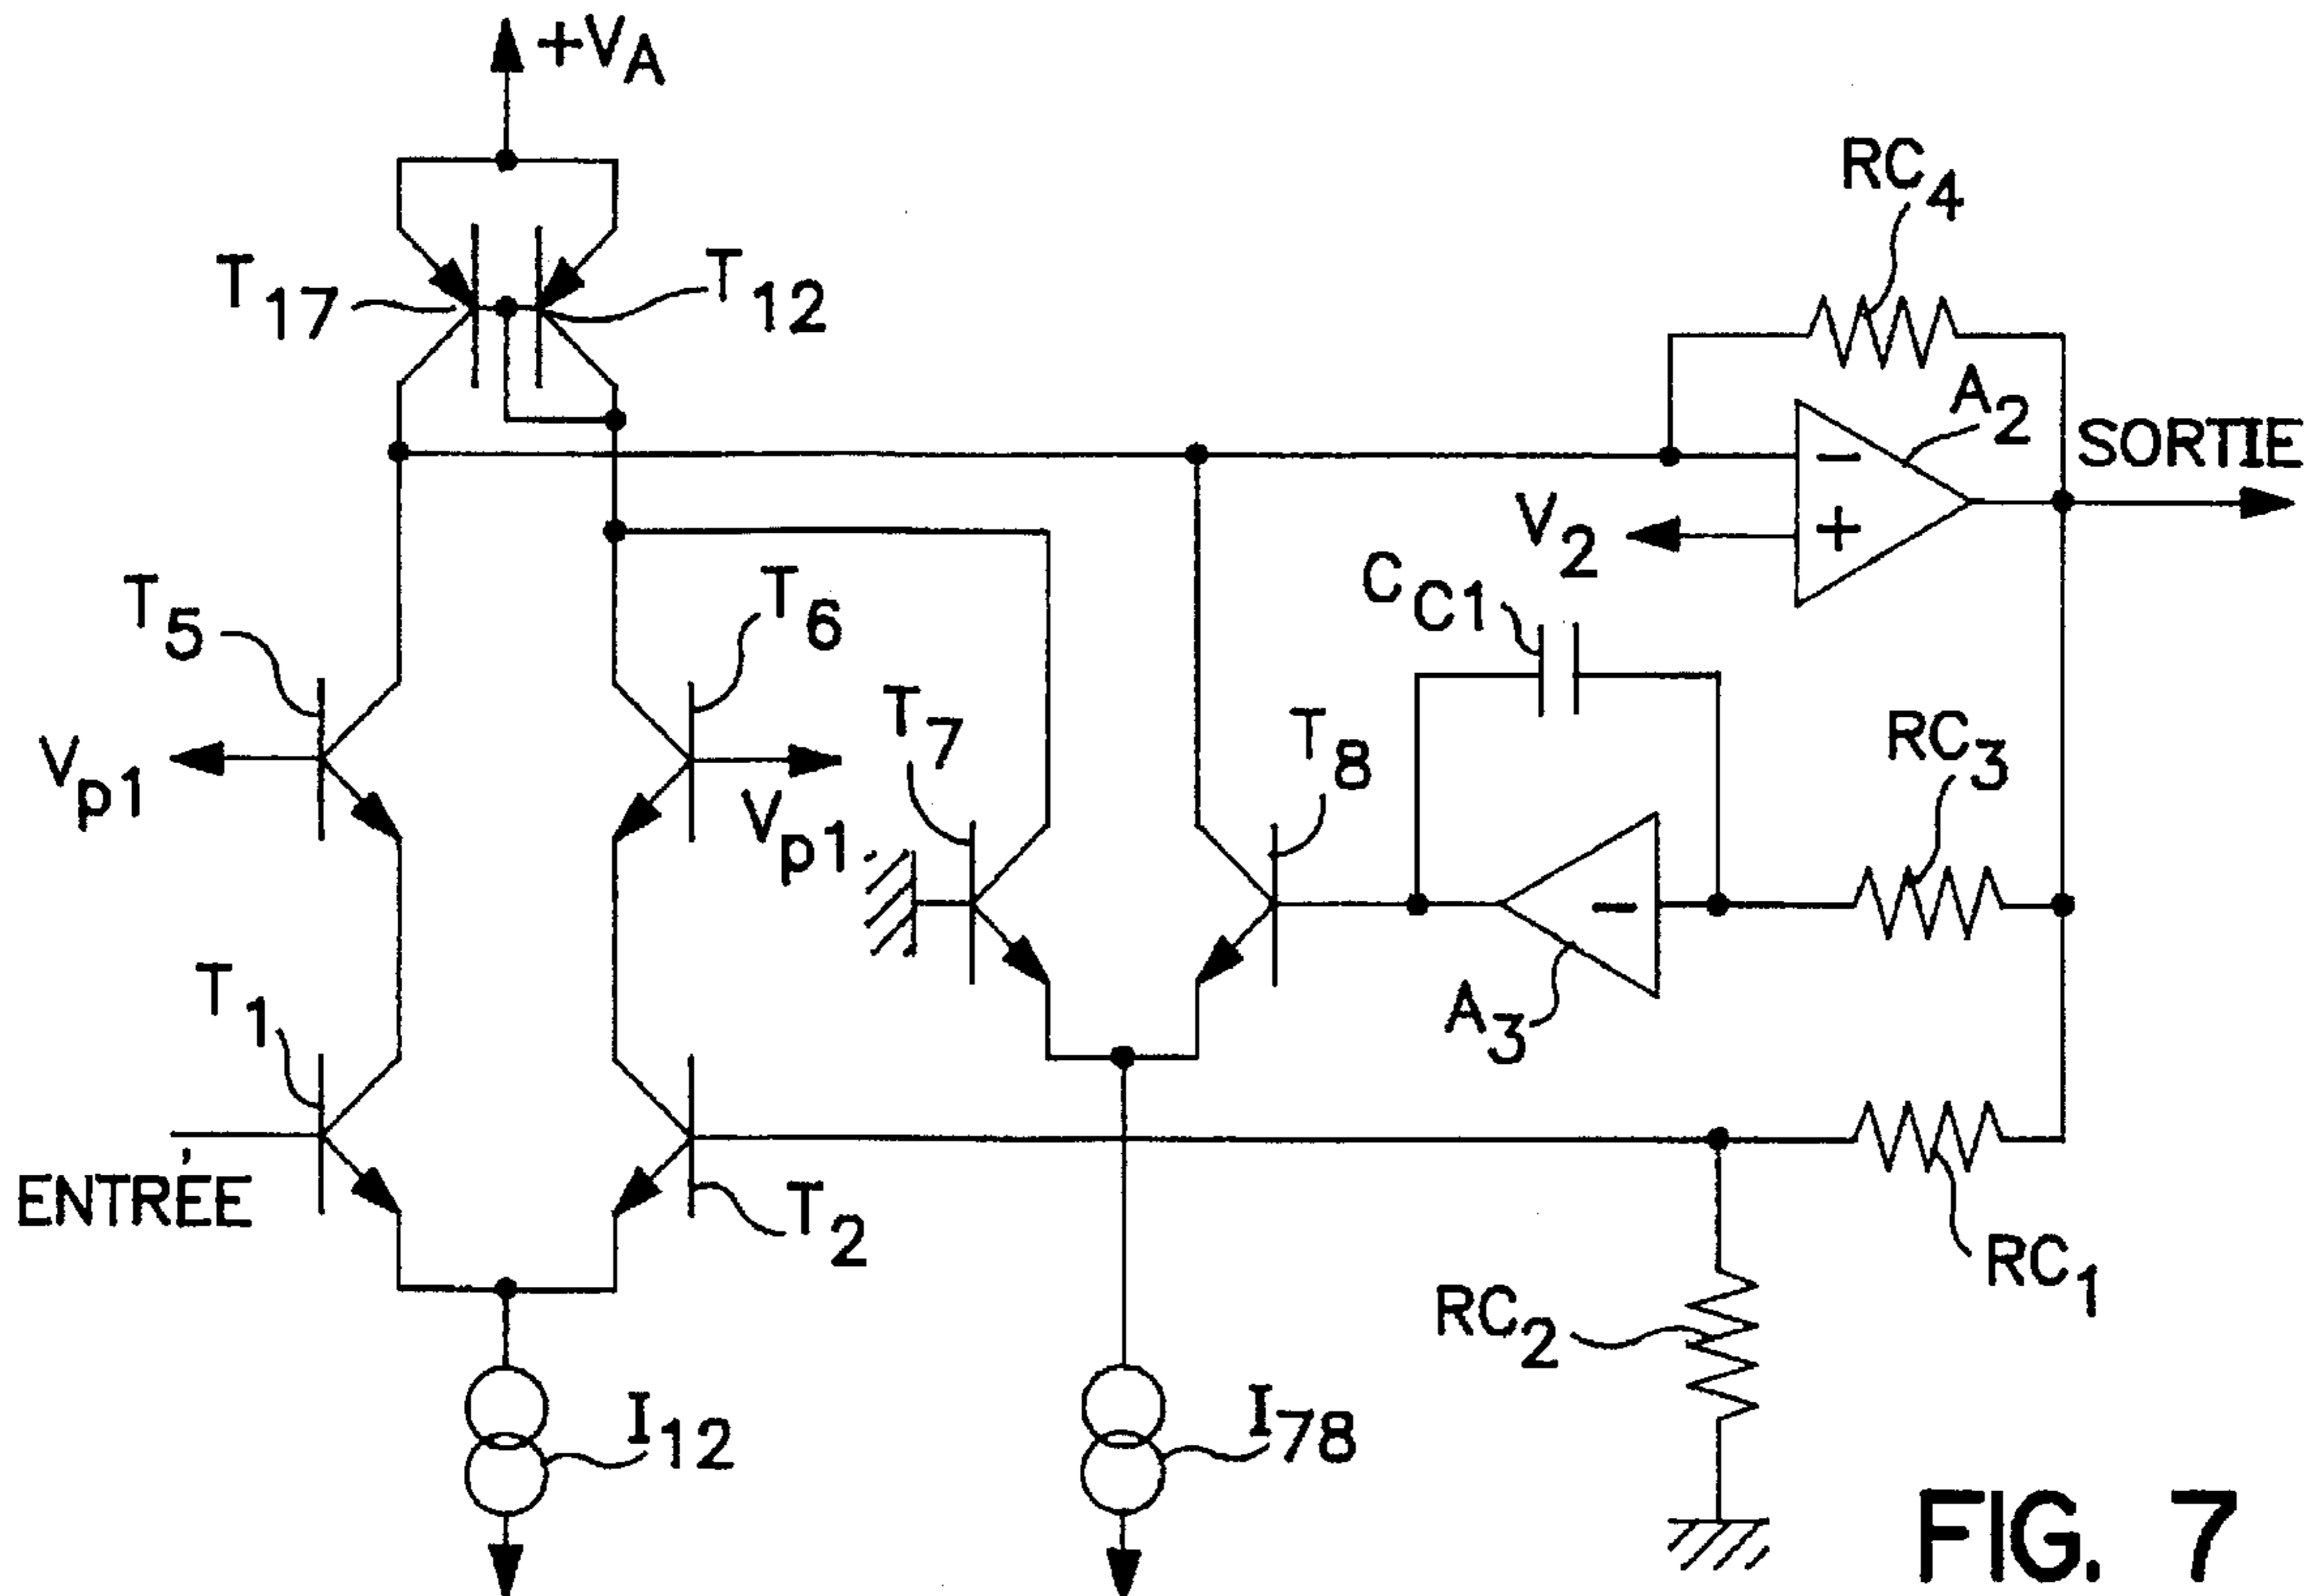 +VA
RC4
T17
T12
A2
SORTIE
−
V2
+
CC1
T5
T6
T7
T8
RC3
Vp1
Vp1
−
A3
T1
ENTRÉE
T2
RC1
RC2
I12
I78
FIG. 7